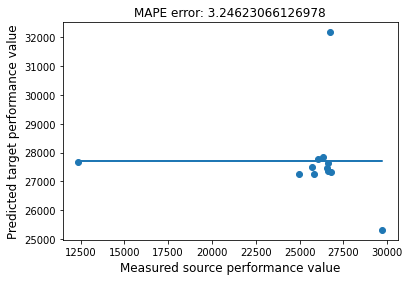 MAPE error: 3.24623066126978
Predicted target performance value
32000
31000
30000
29000
28000
27000
26000
25000
12500 15000 17500 20000 22500 25000 27500 30000
Measured source performance value